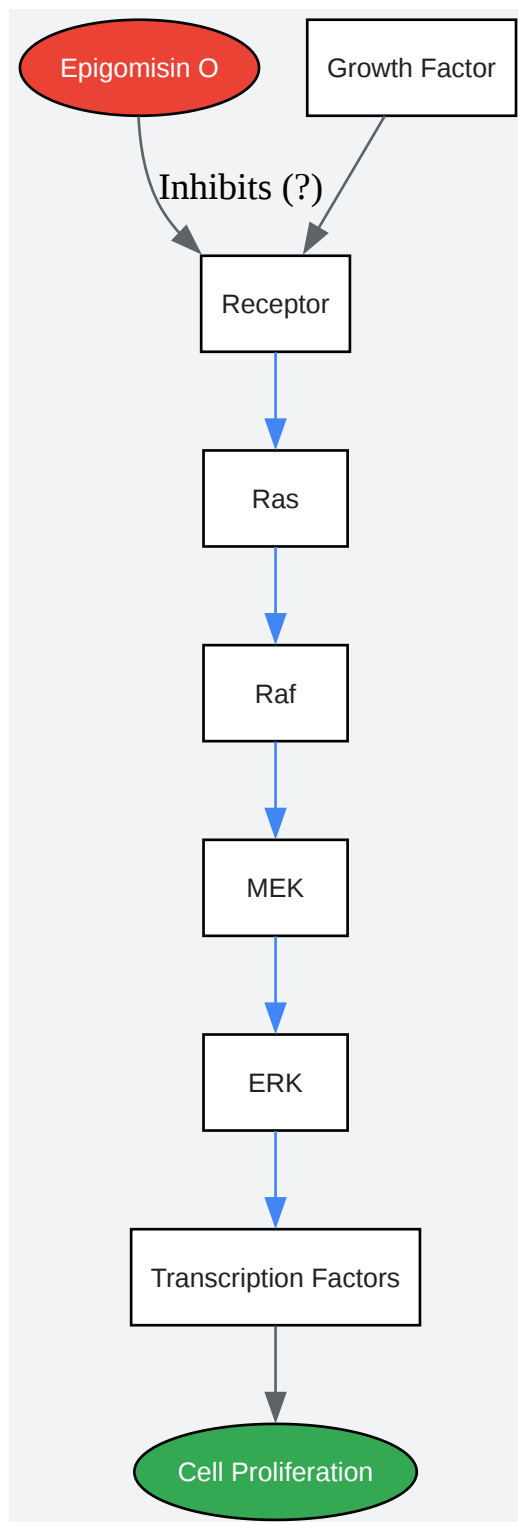 Epigomisin O
Growth Factor
Inhibits (?)
Receptor
Ras
Raf
MEK
ERK
Transcription Factors
Cell Proliferation